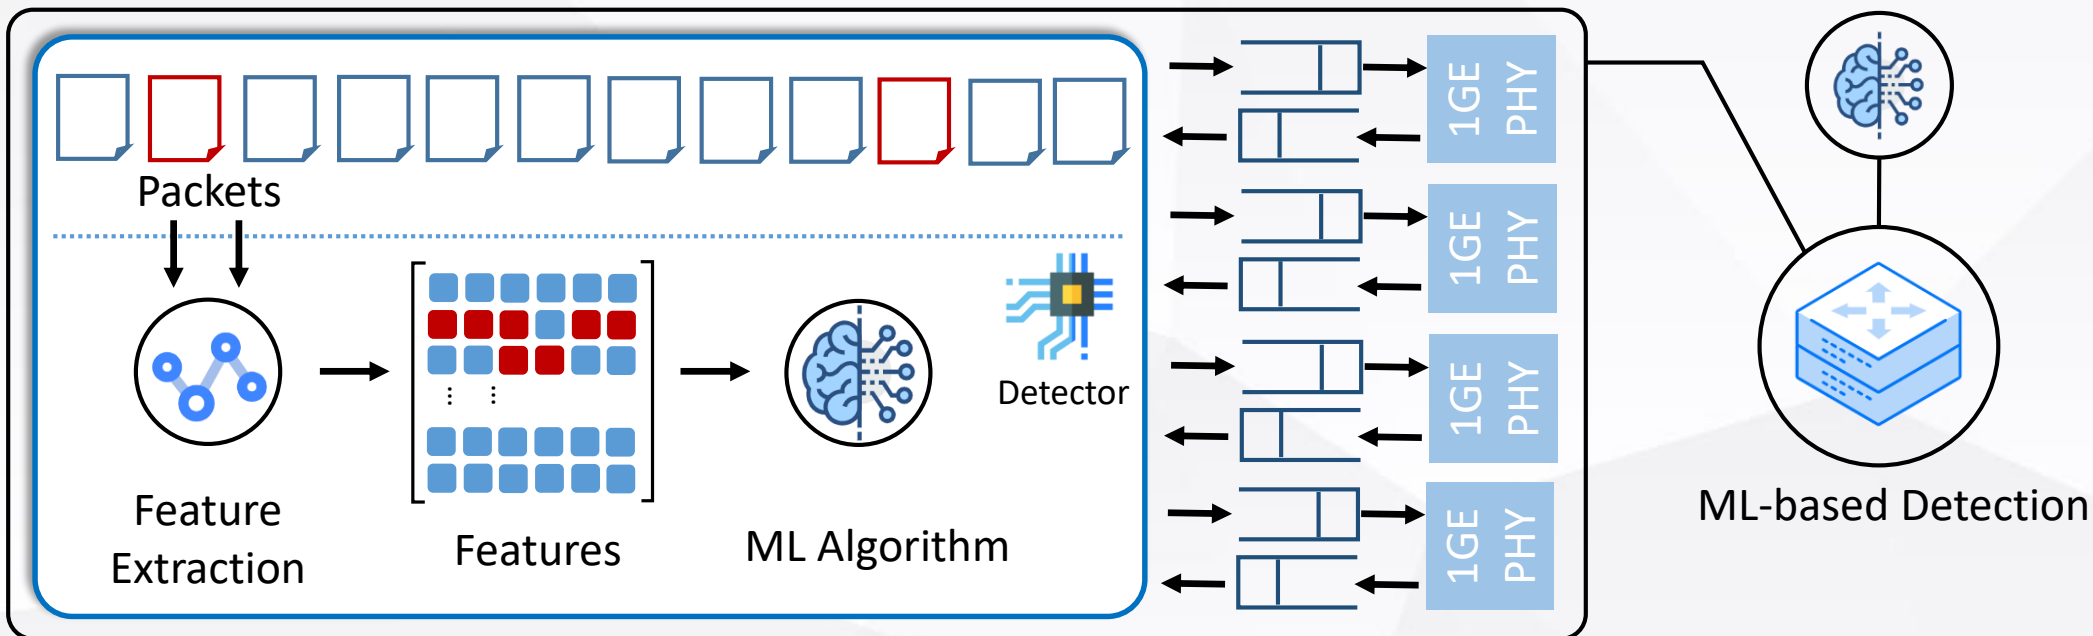 Packets
Feature
Extraction
Features
ML Algorithm
Detector
1GE
PHY
1GE
PHY
1GE
PHY
1GE
PHY
ML-based Detection